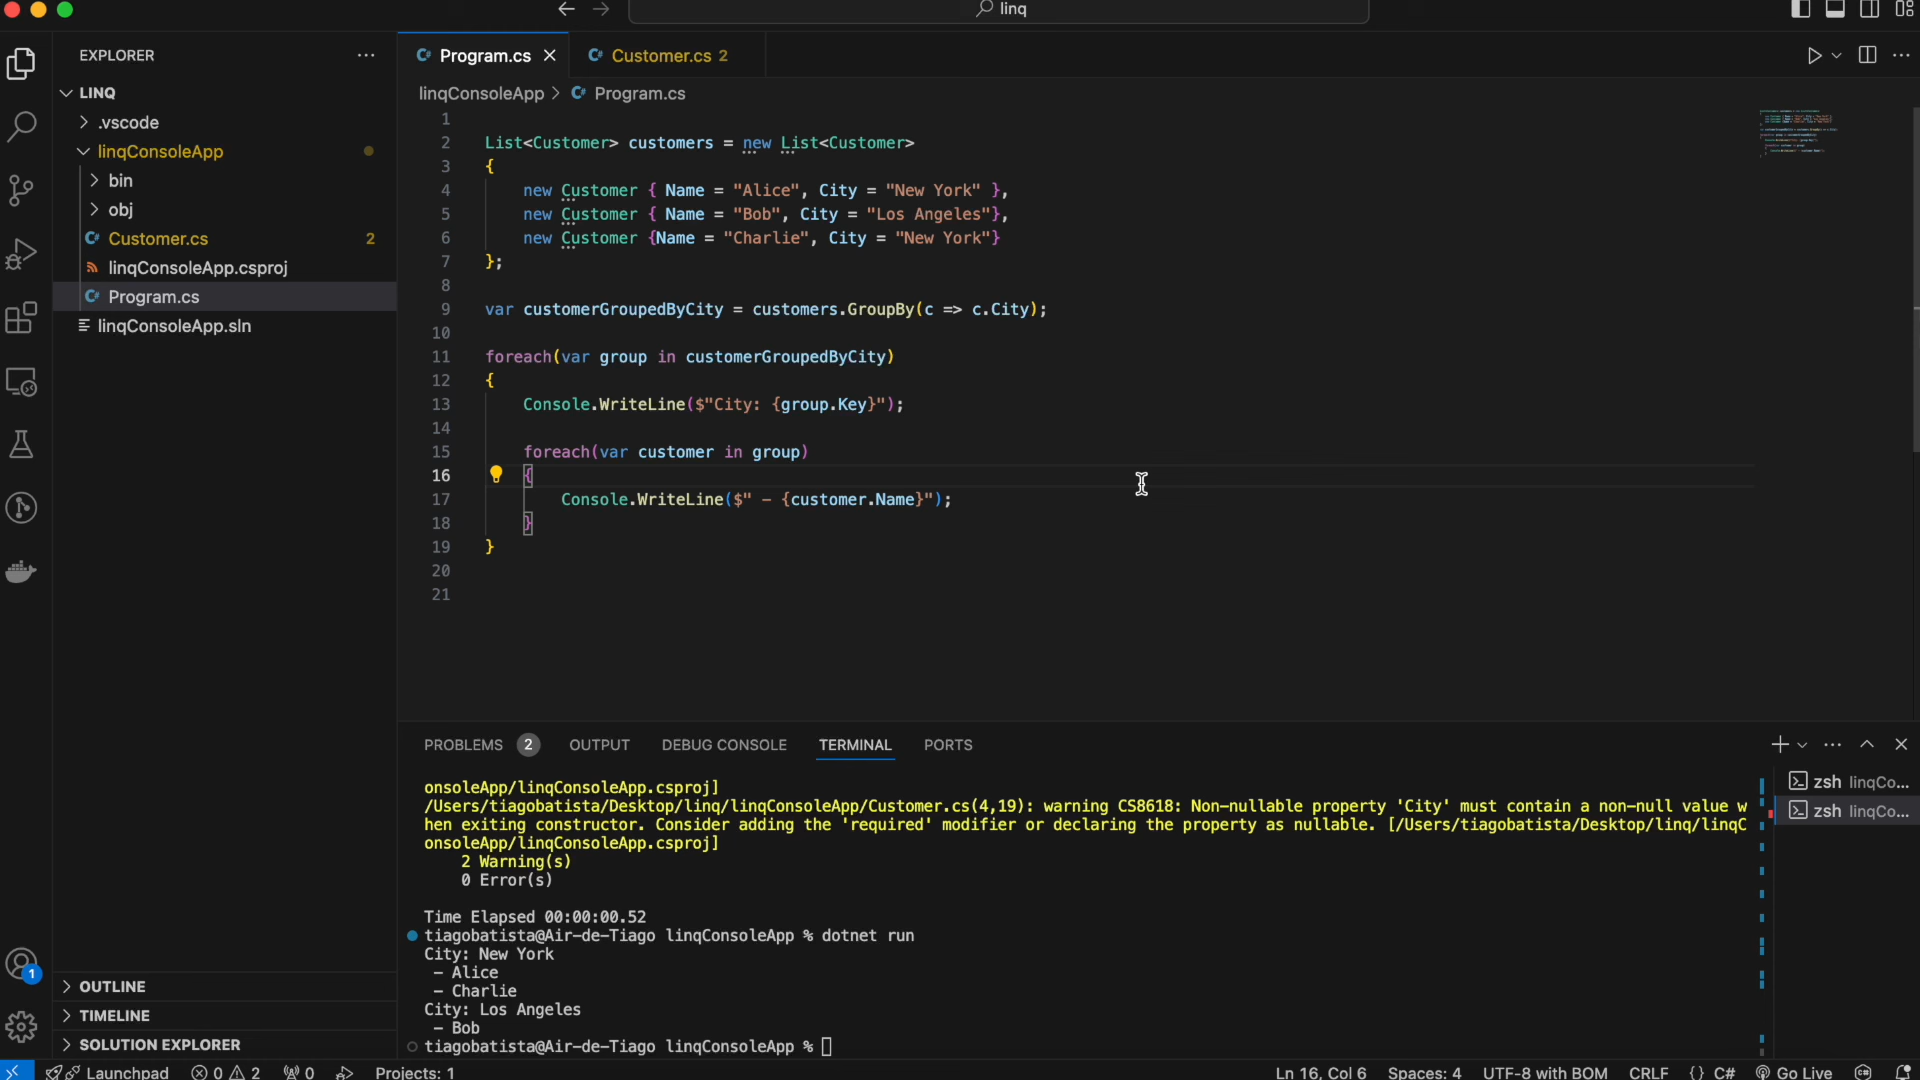 linq
EXPLORER
Program.cs
Customer.cs 2
LINQ
linqConsoleApp > Program.cs
.vscode
linqConsoleApp
bin
obj
Customer.cs 2
linqConsoleApp.csproj
Program.cs
linqConsoleApp.sln
1
2 List<Customer> customers = new List<Customer>
3 {
4 new Customer { Name = "Alice", City = "New York" },
5 new Customer { Name = "Bob", City = "Los Angeles"},
6 new Customer {Name = "Charlie", City = "New York"}
7 };
8
9 var customerGroupedByCity = customers.GroupBy(c => c.City);
10
11 foreach(var group in customerGroupedByCity)
12 {
13 Console.WriteLine($"City: {group.Key}");
14
15 foreach(var customer in group)
16 {
17 Console.WriteLine($" - {customer.Name}");
18 }
19 }
20
21
PROBLEMS 2 OUTPUT DEBUG CONSOLE TERMINAL PORTS
onsoleApp/linqConsoleApp.csproj]
/Users/tiagobatista/Desktop/linq/linqConsoleApp/Customer.cs(4,19): warning CS8618: Non-nullable property 'City' must contain a non-null value w
hen exiting constructor. Consider adding the 'required' modifier or declaring the property as nullable. [/Users/tiagobatista/Desktop/linq/linqC
onsoleApp/linqConsoleApp.csproj]
2 Warning(s)
0 Error(s)
Time Elapsed 00:00:00.52
tiagobatista@Air-de-Tiago linqConsoleApp % dotnet run
City: New York
- Alice
- Charlie
City: Los Angeles
- Bob
tiagobatista@Air-de-Tiago linqConsoleApp %
zsh linqCo...
zsh linqCo...
1
OUTLINE
TIMELINE
SOLUTION EXPLORER
Launchpad 0 2 0 Projects: 1 Ln 16, Col 6 Spaces: 4 UTF-8 with BOM CRLF {} C# Go Live